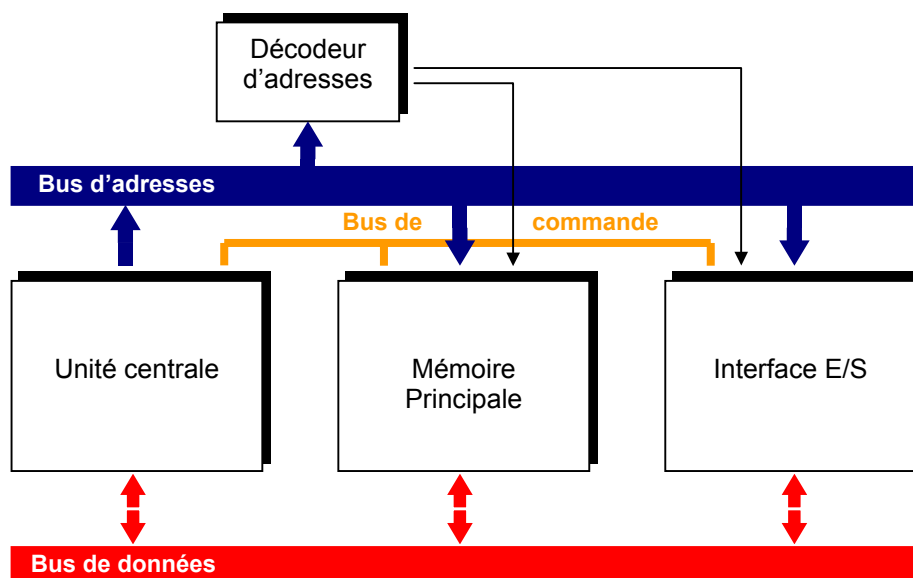 Décodeur
d’adresses
Bus d’adresses
Bus de commande
Unité centrale
Mémoire
Principale
Interface E/S
Bus de données